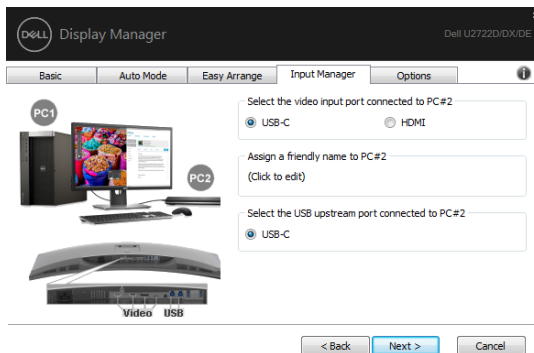 DELL Display Manager
Dell U2722D/DX/DE
Basic Auto Mode Easy Arrange Input Manager Options
PC1
PC2
Video USB
Select the video input port connected to PC#2
USB-C HDMI
Assign a friendly name to PC#2
(Click to edit)
Select the USB upstream port connected to PC#2
USB-C
< Back Next > Cancel